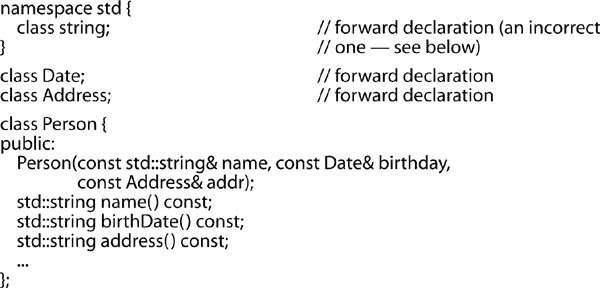 namespace std {
class string; // forward declaration (an incorrect
} // one — see below)
class Date; // forward declaration
class Address; // forward declaration
class Person {
public:
Person(const std::string& name, const Date& birthday,
const Address& addr);
std::string name() const;
std::string birthDate() const;
std::string address() const;
...
};